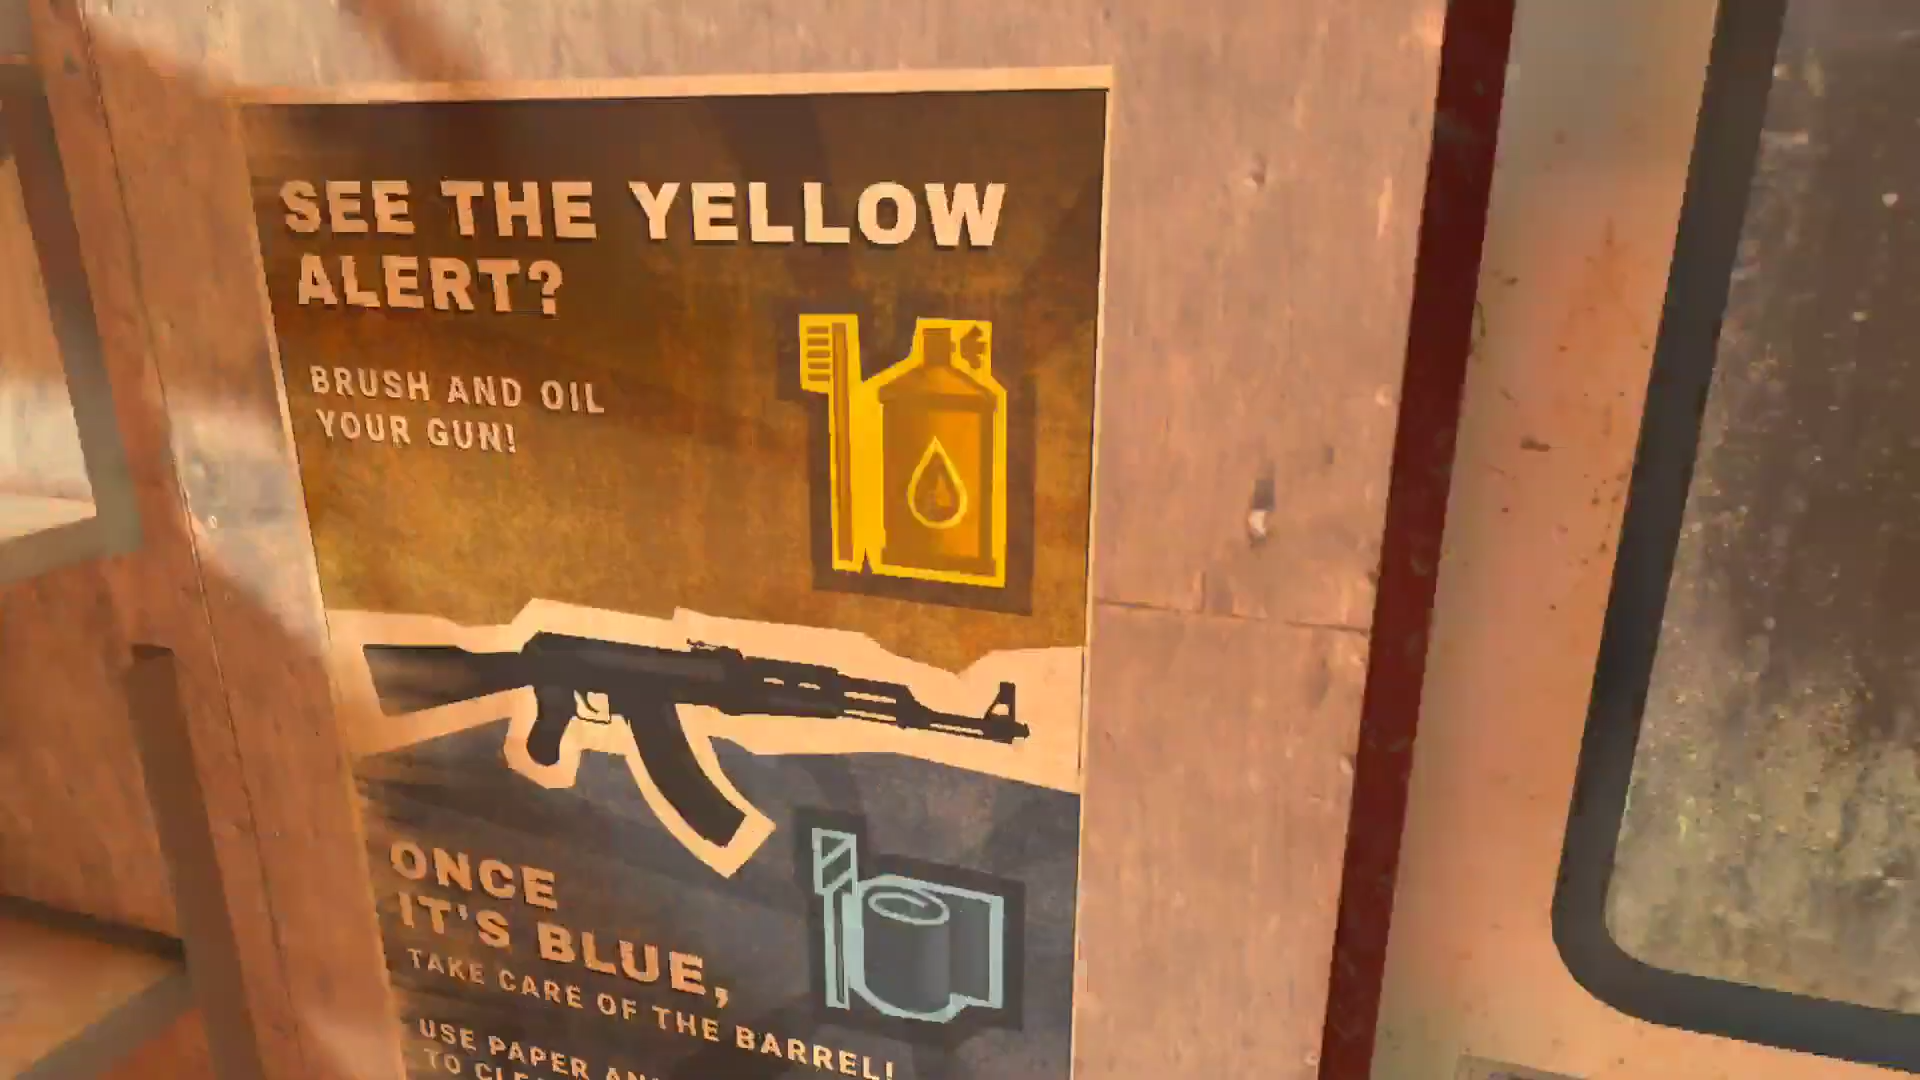 SEE THE YELLOW
ALERT?
BRUSH AND OIL
YOUR GUN!
ONCE
IT'S BLUE,
TAKE CARE OF THE BARREL!
USE PAPER
TO